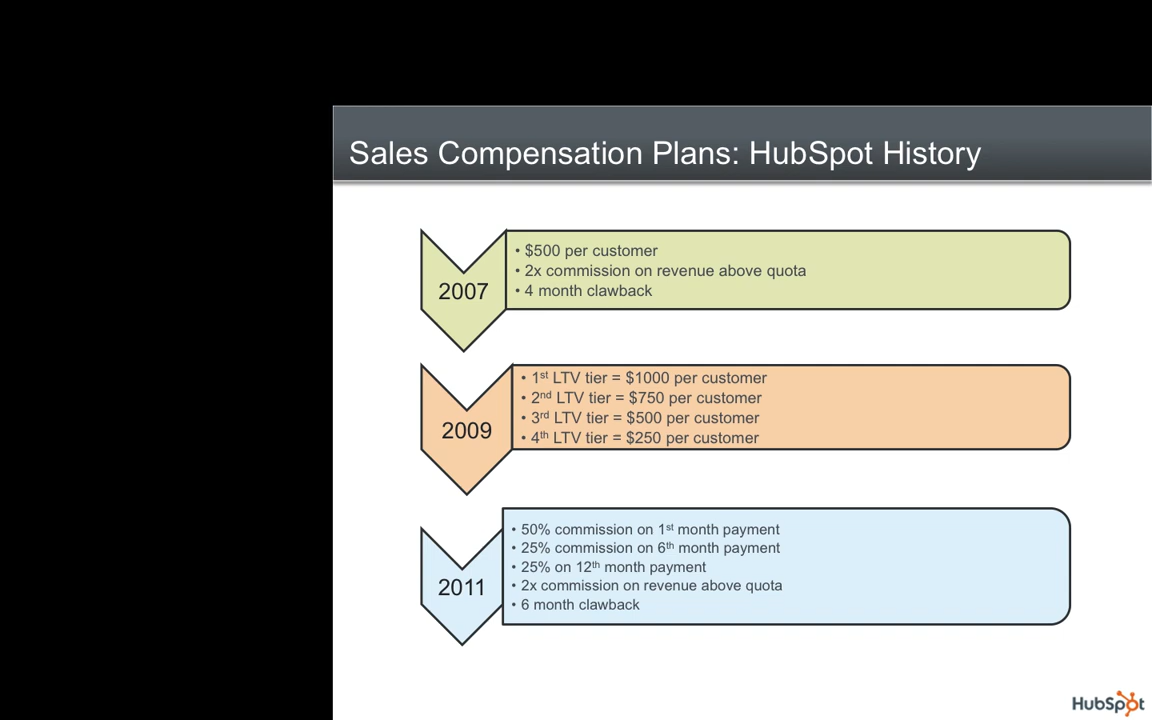 Sales Compensation Plans: HubSpot History
2007
• $500 per customer
• 2x commission on revenue above quota
• 4 month clawback
2009
• 1st LTV tier = $1000 per customer
• 2nd LTV tier = $750 per customer
• 3rd LTV tier = $500 per customer
• 4th LTV tier = $250 per customer
2011
• 50% commission on 1st month payment
• 25% commission on 6th month payment
• 25% on 12th month payment
• 2x commission on revenue above quota
• 6 month clawback
HubSpot